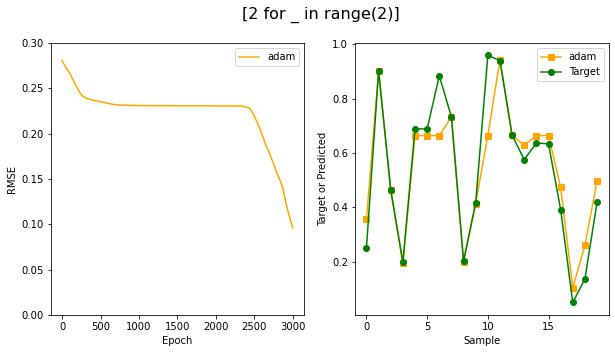 [2 for _ in range(2)]
0.30
0.25
0.20
0.15
0.10
0.05
0.00
RMSE
adam
0 500 1000 1500 2000 2500 3000
Epoch
1.0
0.8
0.6
0.4
0.2
Target or Predicted
adam
Target
0 5 10 15
Sample